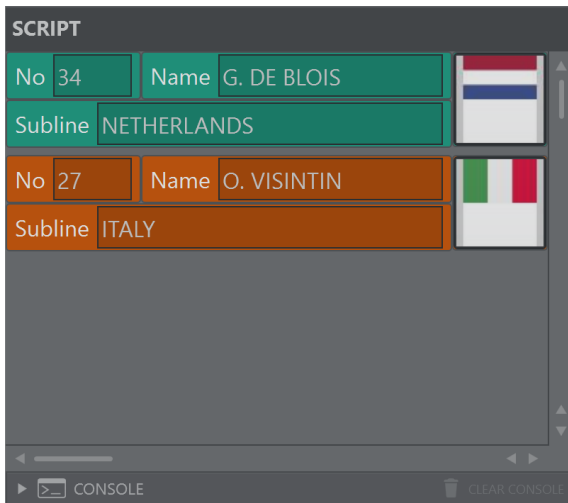 SCRIPT
No 34 Name G. DE BLOIS
Subline NETHERLANDS
No 27 Name O. VISINTIN
Subline ITALY
CONSOLE CLEAR CONSOLE